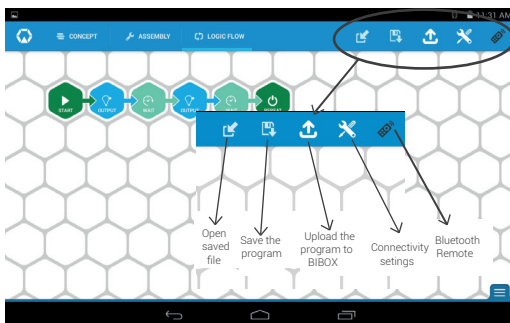 11:31 AM
CONCEPT
ASSEMBLY
LOGIC FLOW
START
OUTPUT
WAIT
OUTPUT
REPEAT
Open
saved
file
Save the
program
Upload the
program to
BIBOX
Connectivity
setings
Bluetooth
Remote